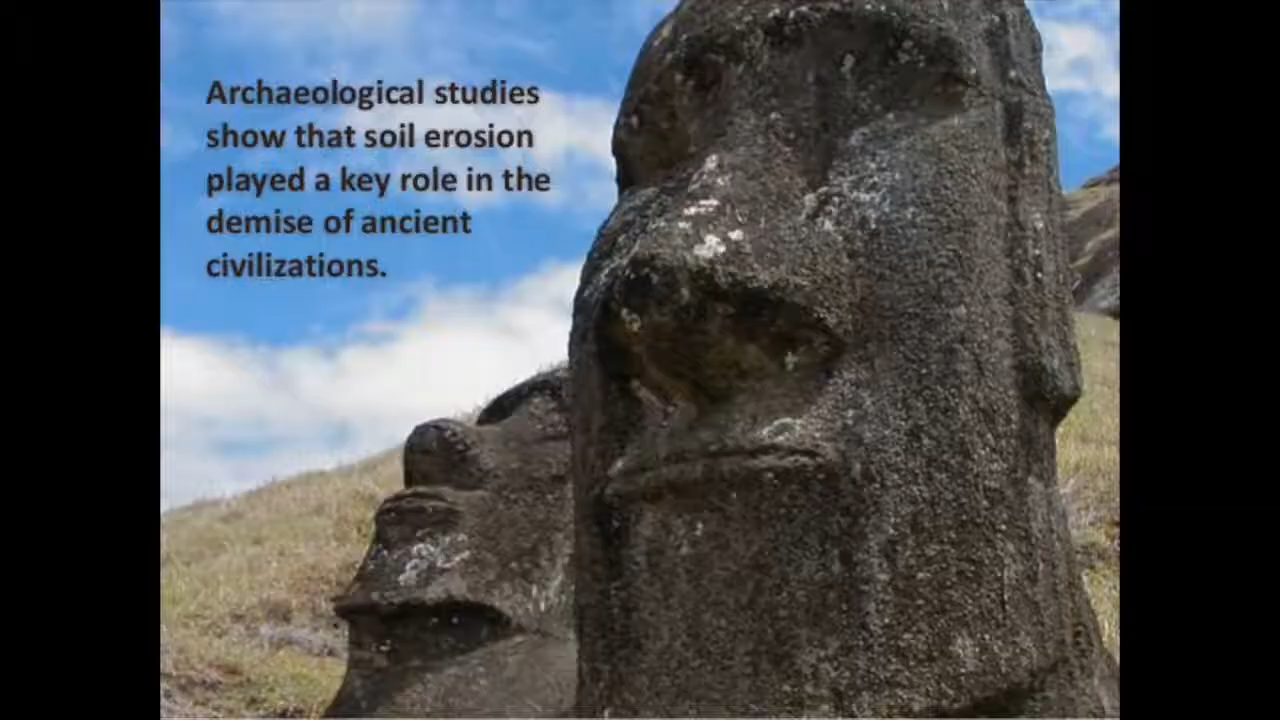 Archaeological studies
show that soil erosion
played a key role in the
demise of ancient
civilizations.